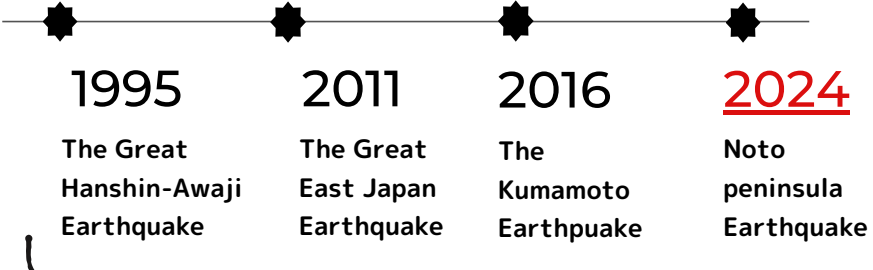 1995
The Great
Hanshin-Awaji
Earthquake
2011
The Great
East Japan
Earthquake
2016
The
Kumamoto
Earthpuake
2024
Noto
peninsula
Earthquake